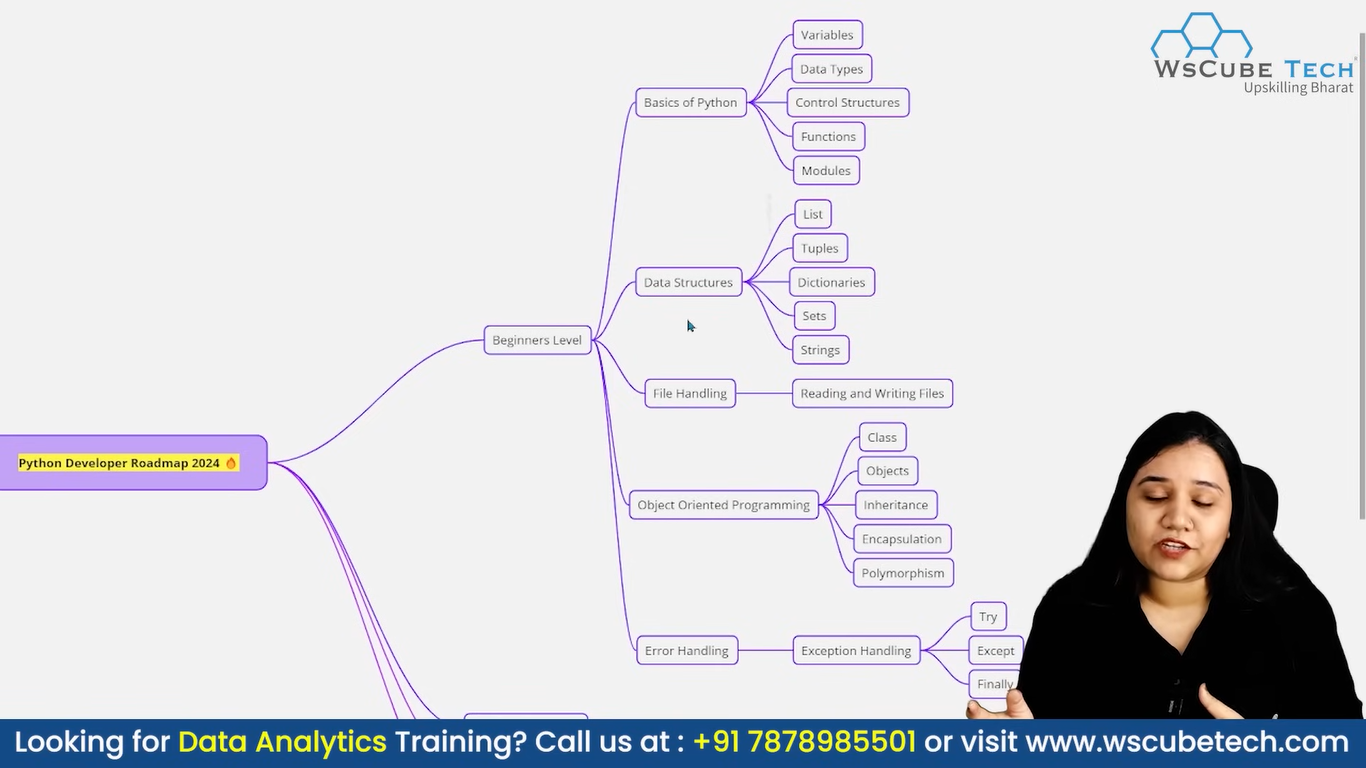 WsCube Tech
Upskilling Bharat
Python Developer Roadmap 2024 🔥
Beginners Level
Basics of Python
Variables
Data Types
Control Structures
Functions
Modules
Data Structures
List
Tuples
Dictionaries
Sets
Strings
File Handling
Reading and Writing Files
Object Oriented Programming
Class
Objects
Inheritance
Encapsulation
Polymorphism
Error Handling
Exception Handling
Try
Except
Finally
Looking for Data Analytics Training? Call us at : +91 7878985501 or visit www.wscubetech.com